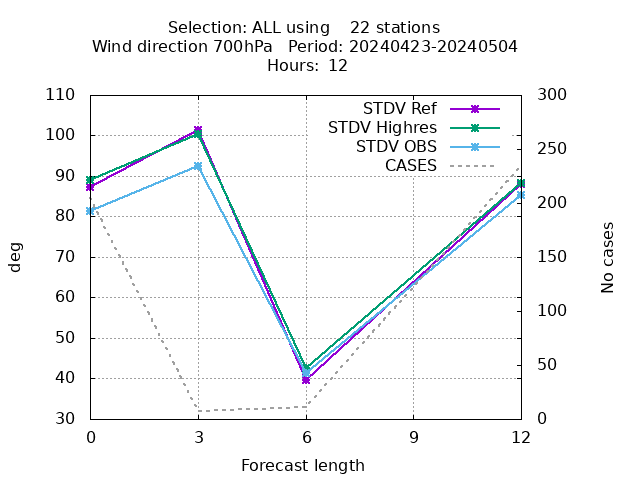 Selection: ALL using    22 stations
Wind direction 700hPa   Period: 20240423-20240504
Hours:  12
110
100
90
80
70
60
50
40
30
300
250
200
150
100
50
0
STDV Ref
STDV Highres
STDV OBS
CASES
deg
No cases
0 3 6 9 12
Forecast length